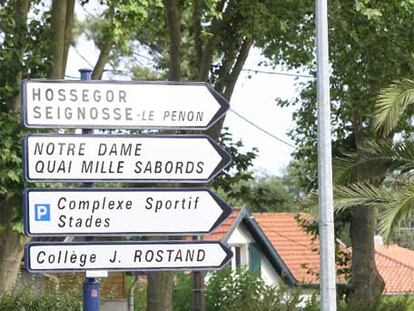 HOSSEGOR
SEIGNOSSE-LE PENON
NOTRE DAME
QUAI MILLE SABORDS
P Complexe Sportif
Stades
Collège J. ROSTAND